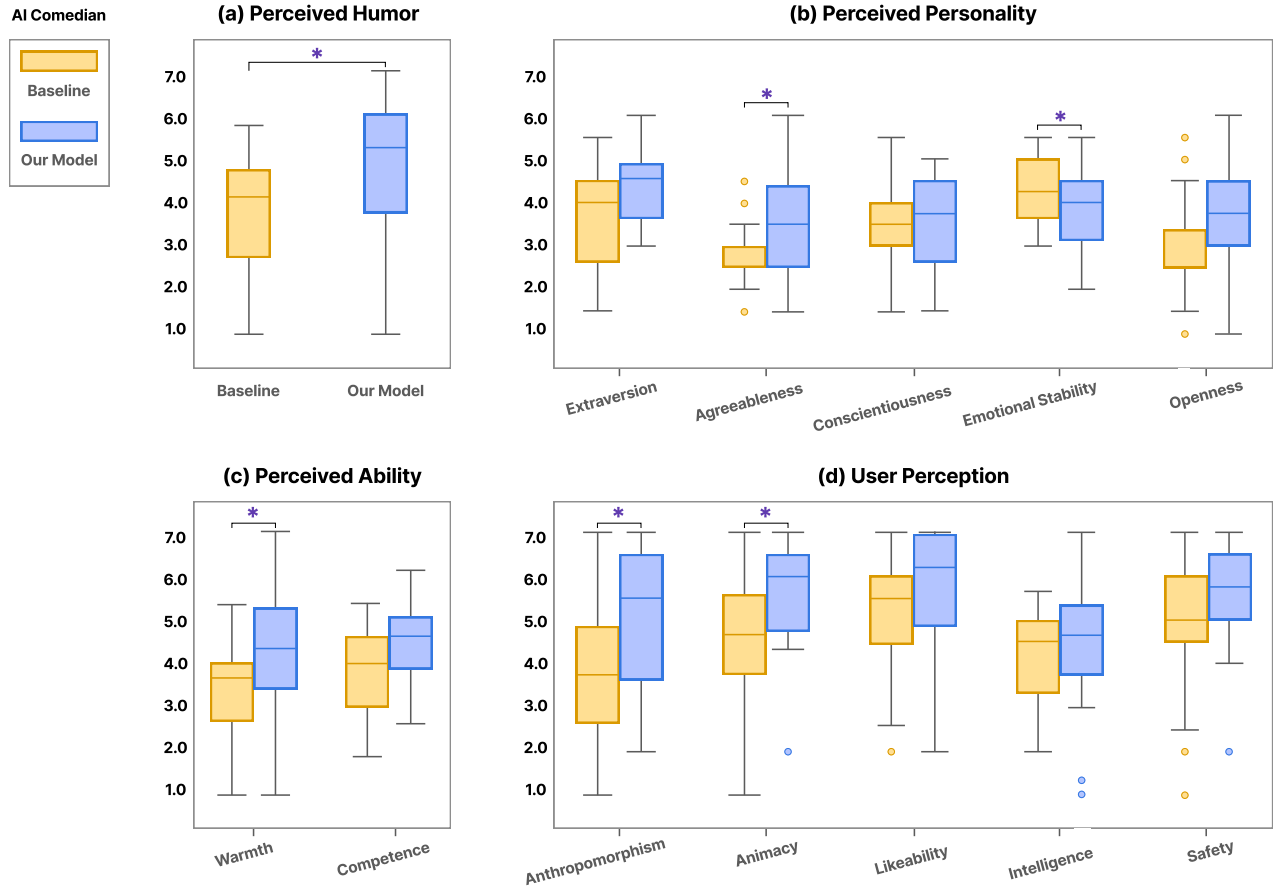 AI Comedian
Baseline
Our Model
(a) Perceived Humor
*
7.0
6.0
5.0
4.0
3.0
2.0
1.0
Baseline
Our Model
(b) Perceived Personality
*
*
7.0
6.0
5.0
4.0
3.0
2.0
1.0
Extraversion
Agreeableness
Conscientiousness
Emotional Stability
Openness
(c) Perceived Ability
*
7.0
6.0
5.0
4.0
3.0
2.0
1.0
Warmth
Competence
(d) User Perception
*
*
7.0
6.0
5.0
4.0
3.0
2.0
1.0
Anthropomorphism
Animacy
Likeability
Intelligence
Safety